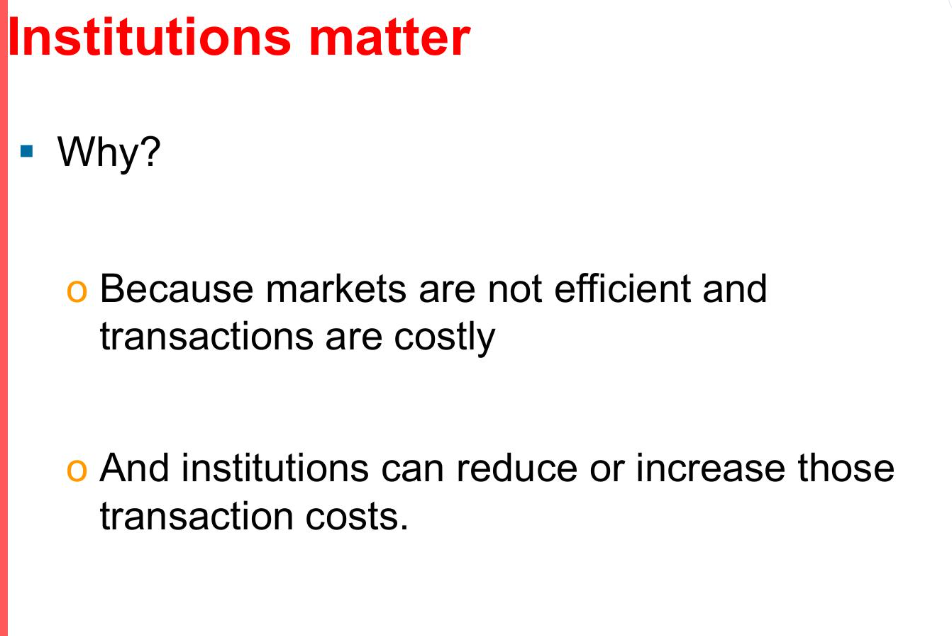 Institutions matter
▪ Why?
o Because markets are not efficient and
transactions are costly
o And institutions can reduce or increase those
transaction costs.